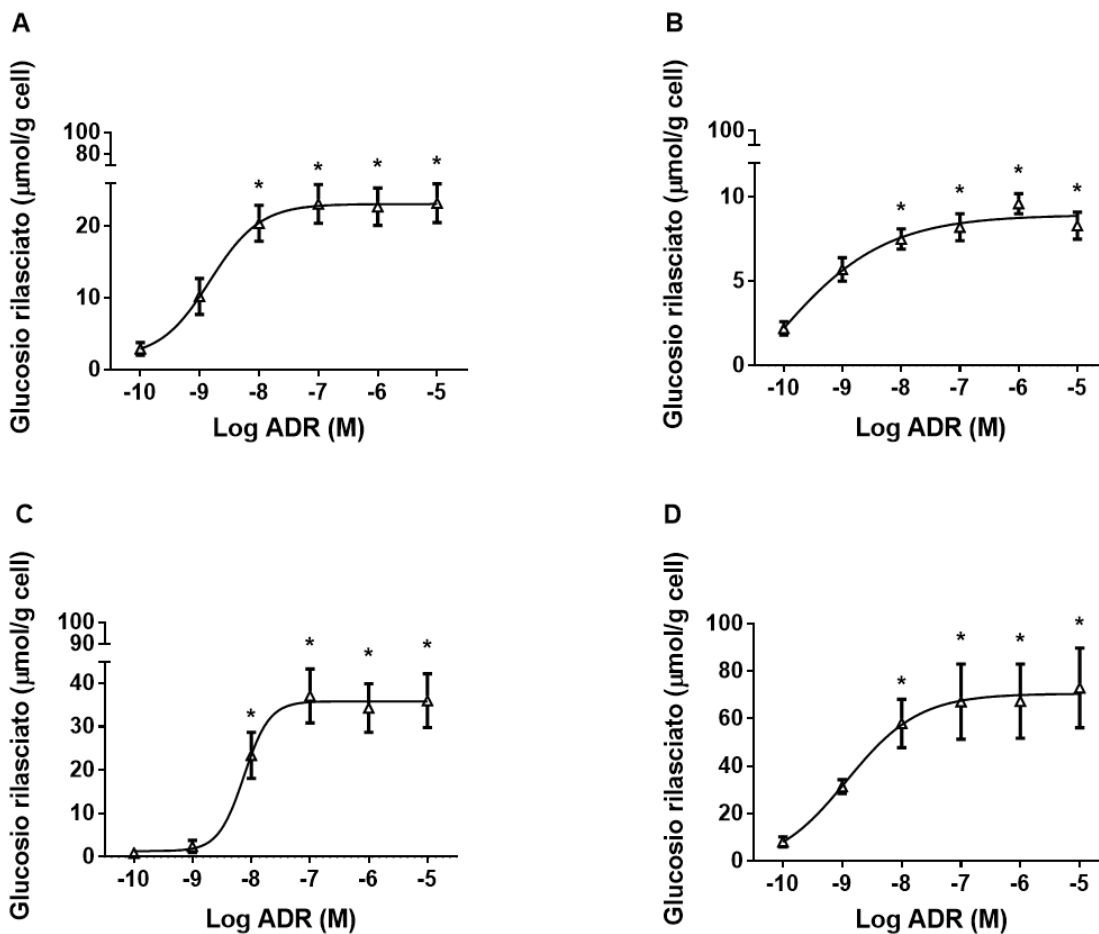 A
Glucosio rilasciato (μmol/g cell)
100
80
20
10
0
* * * *
-10 -9 -8 -7 -6 -5
Log ADR (M)
B
Glucosio rilasciato (μmol/g cell)
100
10
5
0
* * * *
-10 -9 -8 -7 -6 -5
Log ADR (M)
C
Glucosio rilasciato (μmol/g cell)
100
90
40
30
20
10
0
* * * *
-10 -9 -8 -7 -6 -5
Log ADR (M)
D
Glucosio rilasciato (μmol/g cell)
100
80
60
40
20
0
* * * *
-10 -9 -8 -7 -6 -5
Log ADR (M)